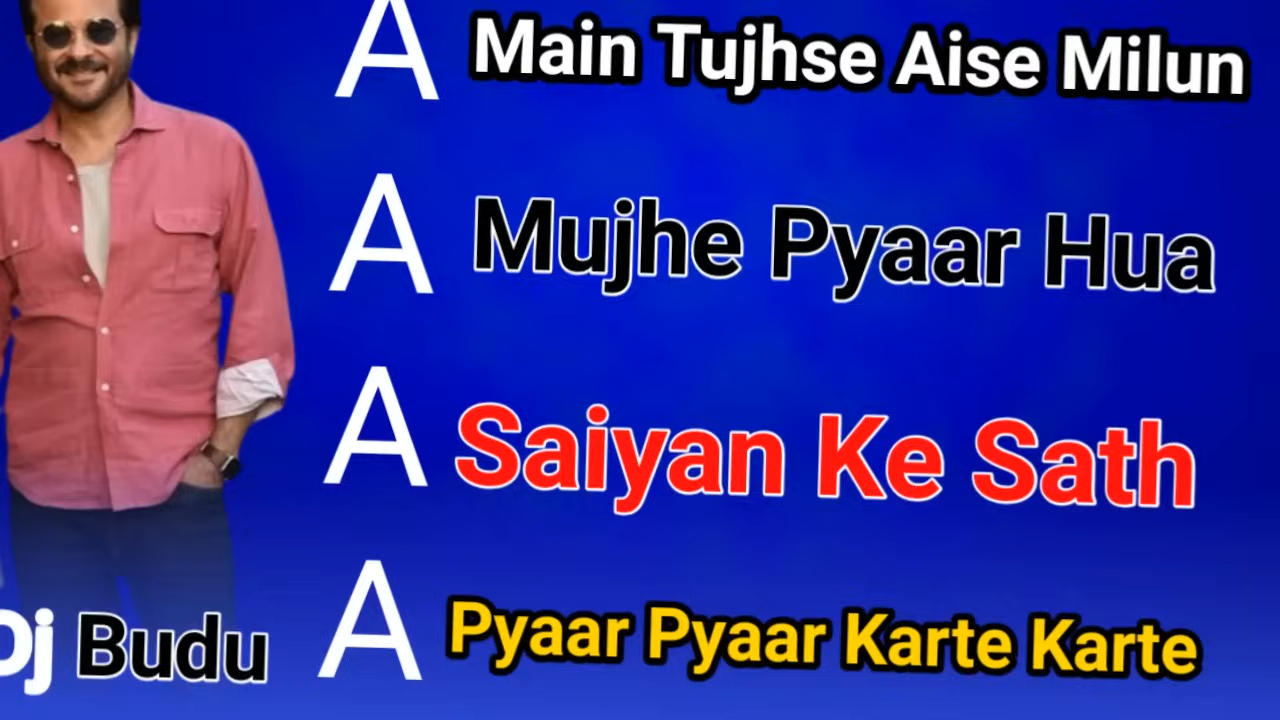 A Main Tujhse Aise Milun
A Mujhe Pyaar Hua
A Saiyan Ke Sath
A Pyaar Pyaar Karte Karte
Dj Budu